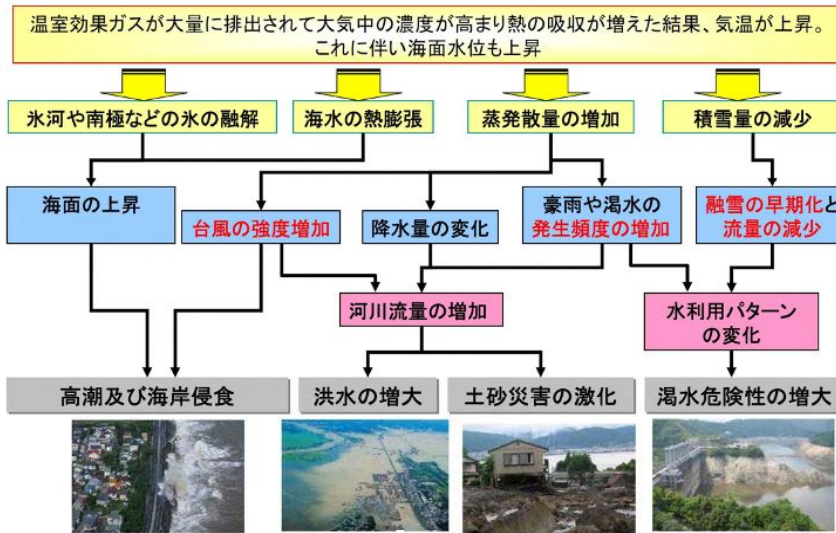 温室効果ガスが大量に排出されて大気中の濃度が高まり熱の吸収が増えた結果、気温が上昇。
これに伴い海面水位も上昇
氷河や南極などの氷の融解
海水の熱膨張
蒸発散量の増加
積雪量の減少
海面の上昇
台風の強度増加
降水量の変化
豪雨や渇水の
発生頻度の増加
融雪の早期化と
流量の減少
河川流量の増加
水利用パターン
の変化
高潮及び海岸侵食
洪水の増大
土砂災害の激化
渇水危険性の増大